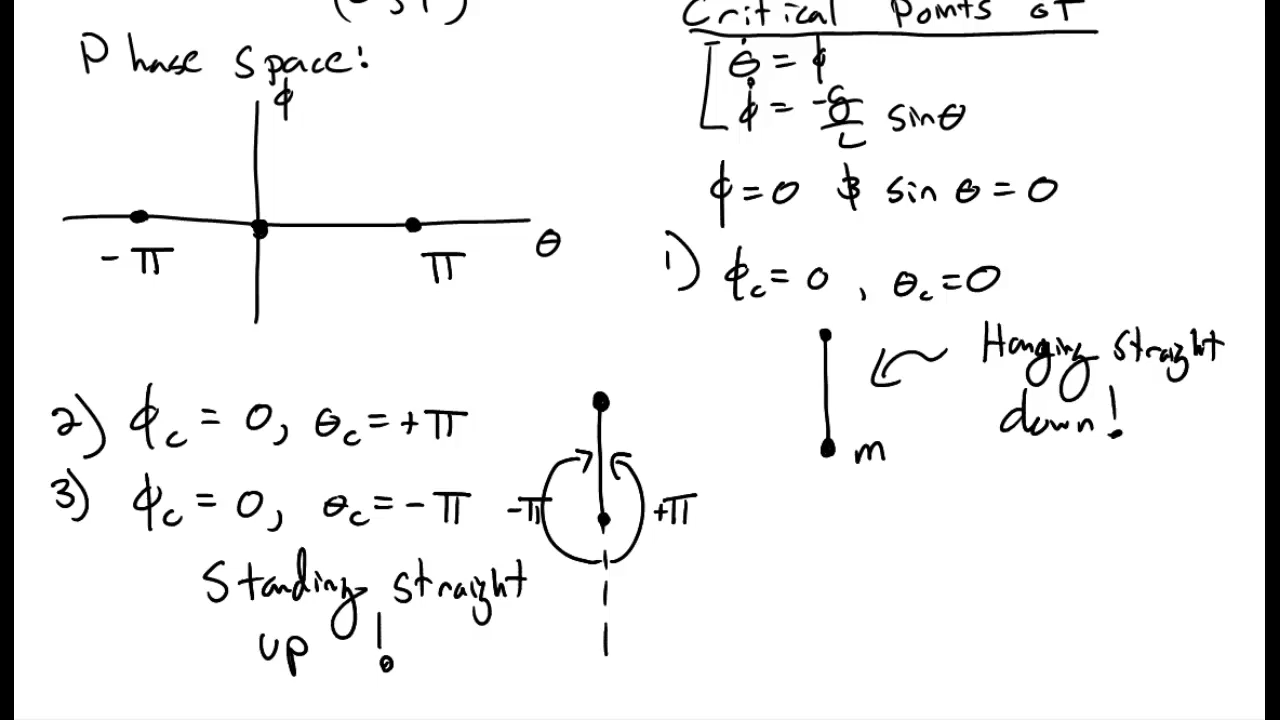 Critical Points of
Phase Space:
ϕ
-π
π
θ
θ̇ = ϕ
ϕ̇ = -g/L sinθ
ϕ = 0 & sin θ = 0
1) ϕc = 0 , θc = 0
Hanging straight
down!
m
2) ϕc = 0, θc = +π
3) ϕc = 0, θc = -π
-π
+π
Standing straight
up!